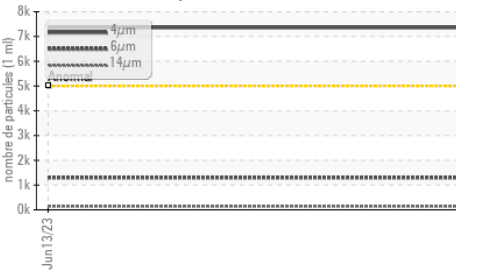 8k
7k
6k
5k
4k
3k
2k
1k
0k
nombre de particules (1 ml)
4µm
6µm
14µm
Anormal
Jun13/23